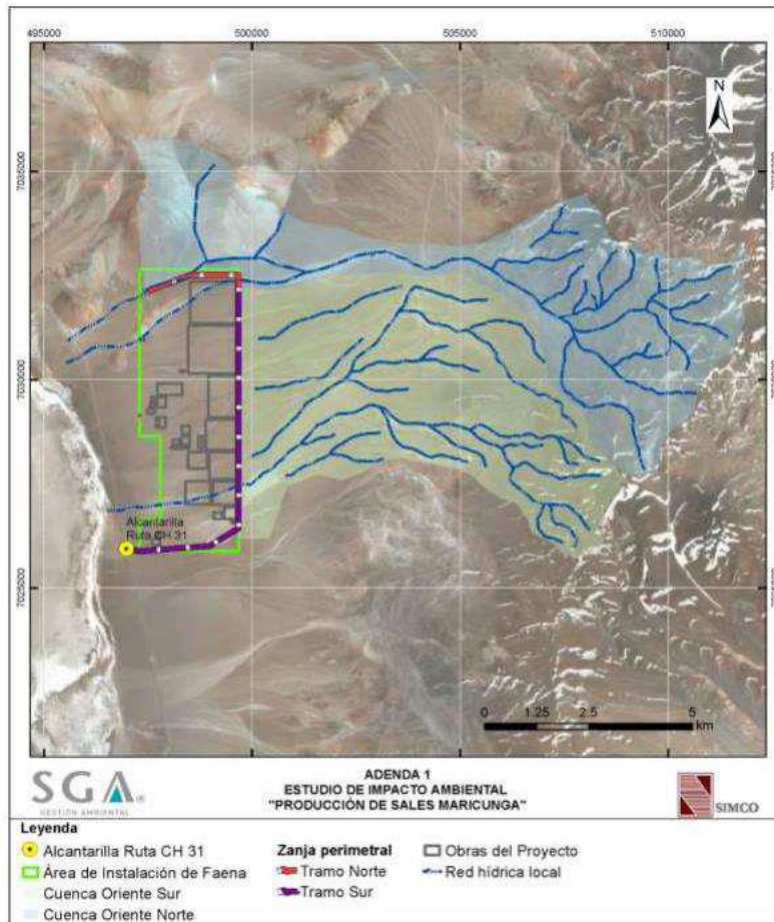 495000 500000 505000 510000
N
7035000
7030000
7025000
Alcantarilla
Ruta CH 31
0 1.25 2.5 5
km
SGA
GESTIÓN AMBIENTAL
ADENDA 1
ESTUDIO DE IMPACTO AMBIENTAL
"PRODUCCIÓN DE SALES MARICUNGA"
SIMCO
Leyenda
Alcantarilla Ruta CH 31
Área de Instalación de Faena
Cuenca Oriente Sur
Cuenca Oriente Norte
Zanja perimetral
Tramo Norte
Tramo Sur
Obras del Proyecto
Red hídrica local